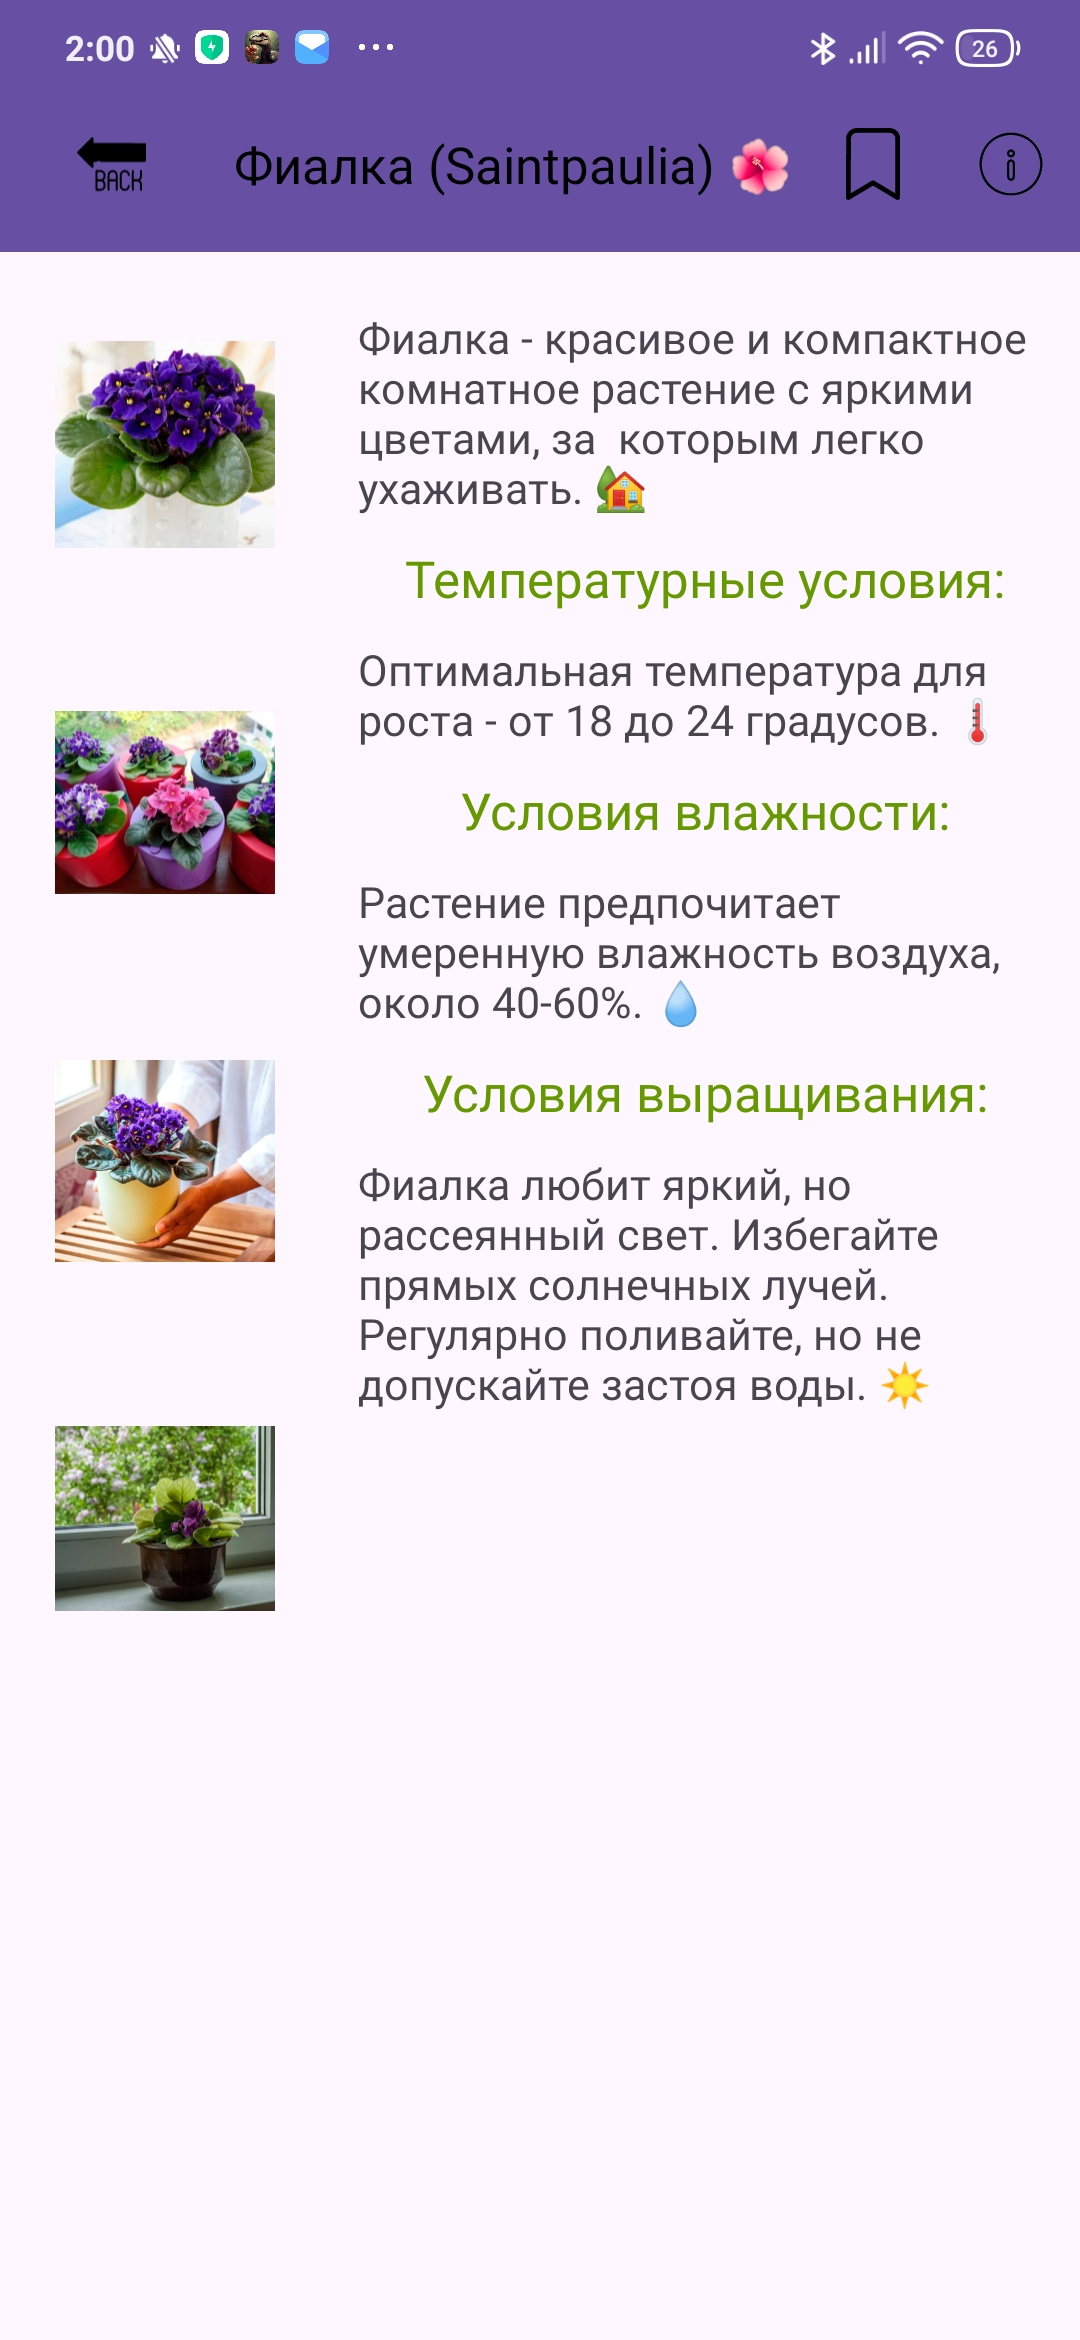 2:00
26
BACK
Фиалка (Saintpaulia) 🌺
Фиалка - красивое и компактное
комнатное растение с яркими
цветами, за  которым легко
ухаживать. 🏡
Температурные условия:
Оптимальная температура для
роста - от 18 до 24 градусов. 🌡️
Условия влажности:
Растение предпочитает
умеренную влажность воздуха,
около 40-60%. 💧
Условия выращивания:
Фиалка любит яркий, но
рассеянный свет. Избегайте
прямых солнечных лучей.
Регулярно поливайте, но не
допускайте застоя воды. ☀️